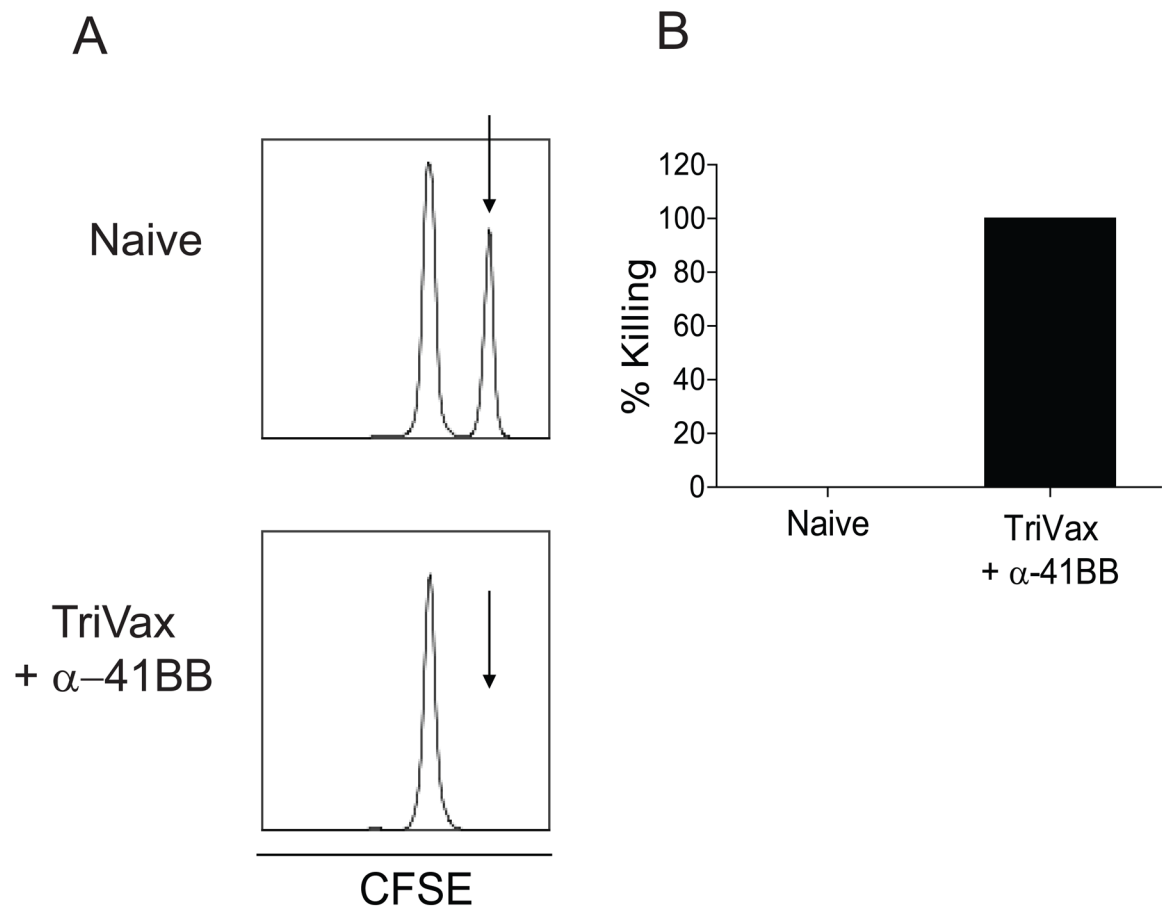 A
Naive
TriVax
+ α–41BB
CFSE
B
120
100
80
60
40
20
0
% Killing
Naive
TriVax
+ α-41BB